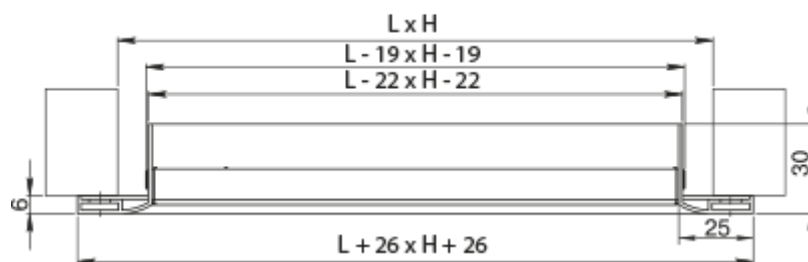 L x H
L - 19 x H - 19
L - 22 x H - 22
30
6
25
L + 26 x H + 26